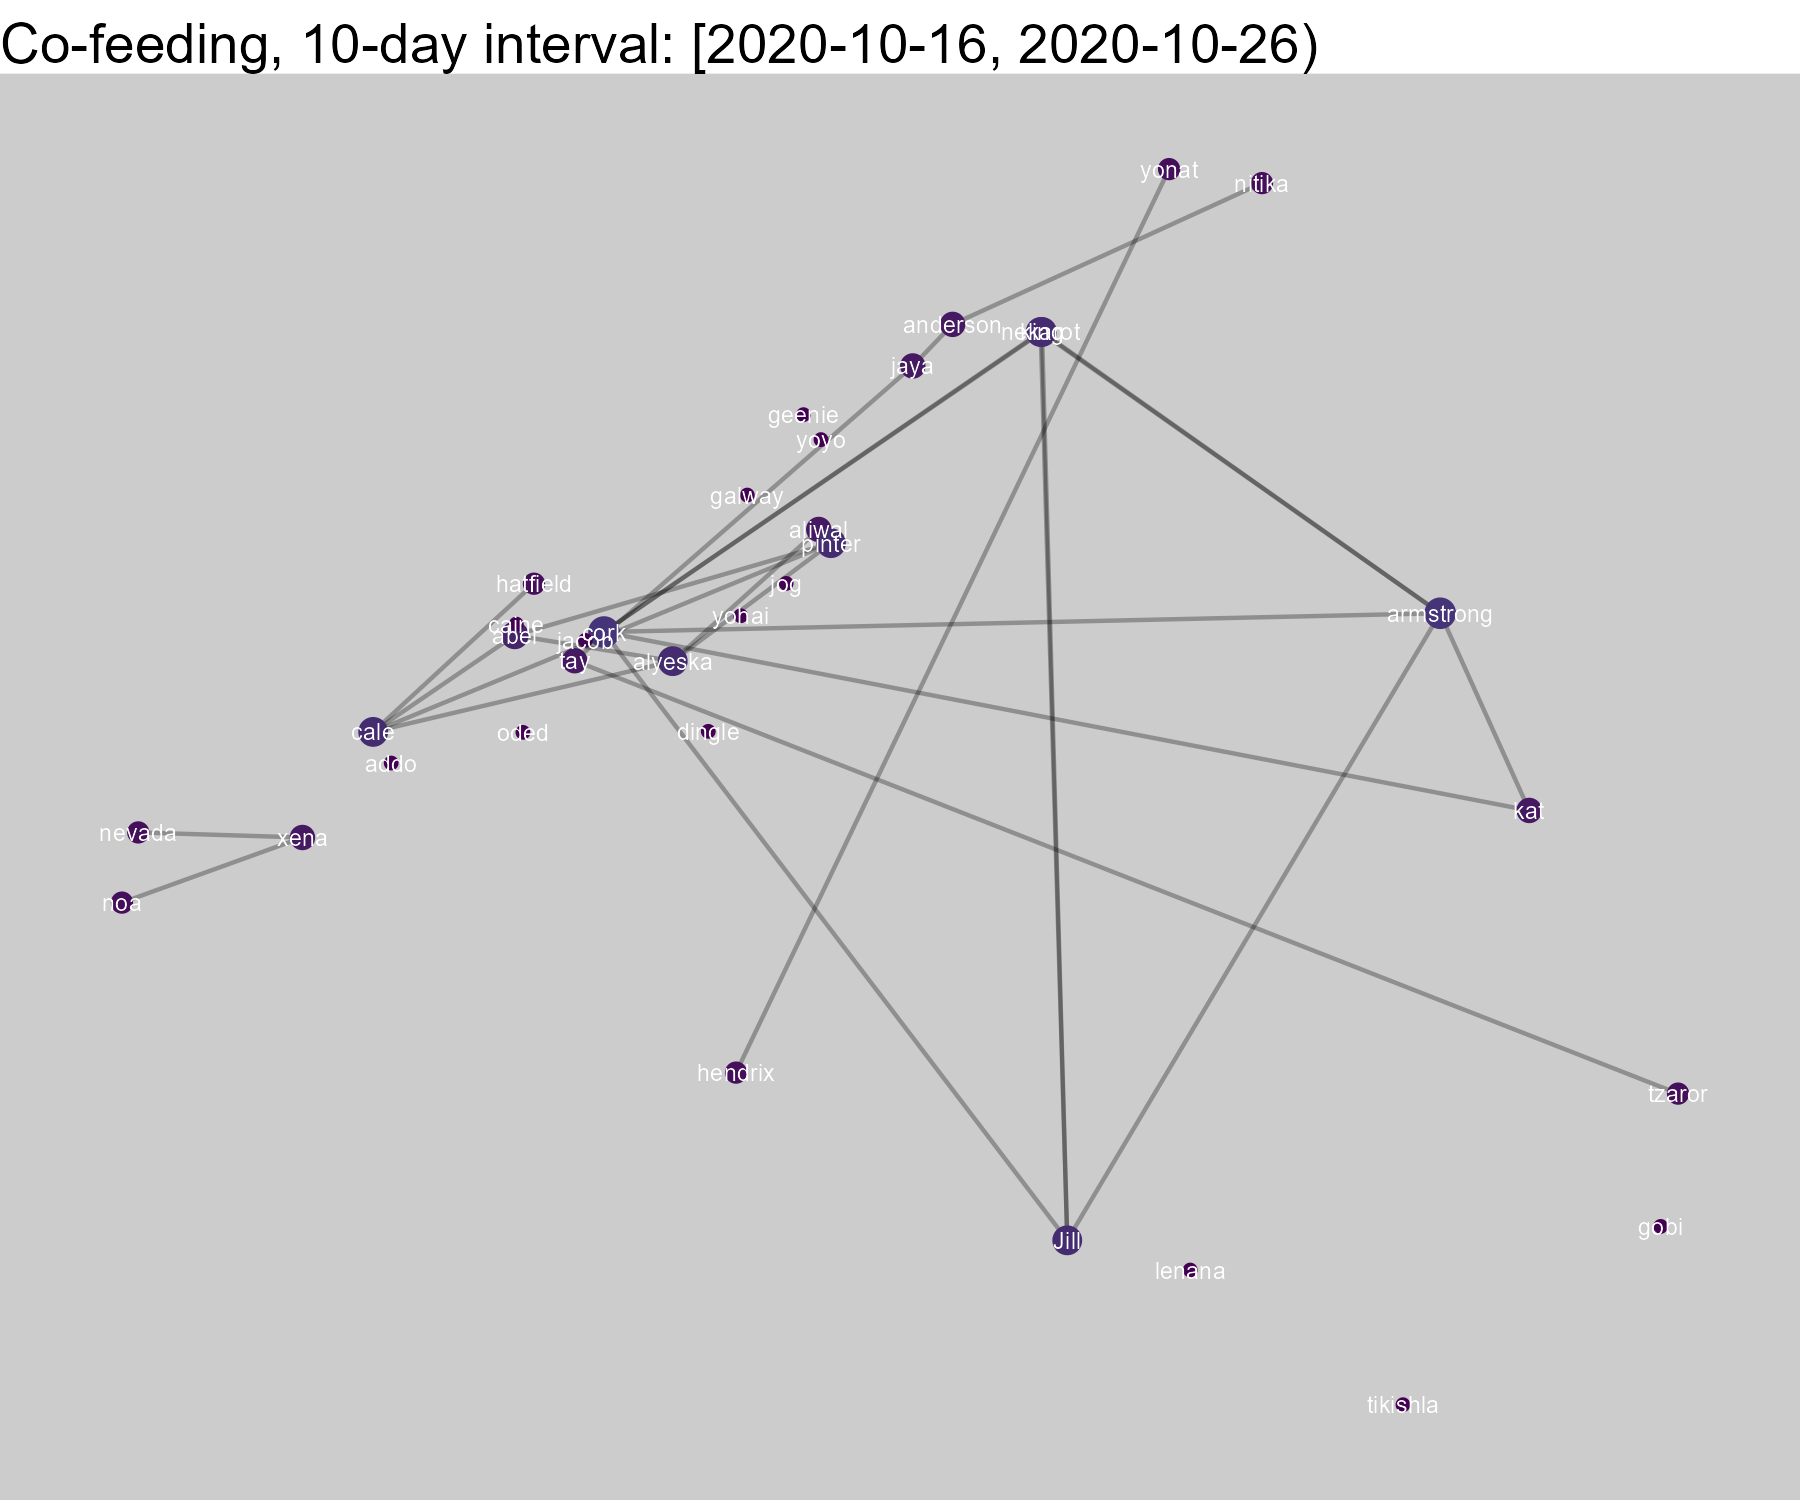 Co-feeding, 10-day interval: [2020-10-16, 2020-10-26)
yonat
nitika
anderson
king
jaya
geenie
yoyo
galway
aliwal
pinter
hatfield
jog
yohai
armstrong
caine
abel
cork
jacob
tay
alyeska
cale
oded
dingle
addo
kat
nevada
xena
noa
hendrix
tzaror
gobi
Jill
lenana
tikishla